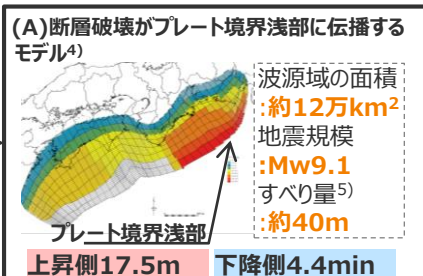 (A)断層破壊がプレート境界浅部に伝播する
モデル4)
波源域の面積
:約12万km2
地震規模
:Mw9.1
すべり量5)
:約40m
プレート境界浅部
上昇側17.5m 下降側4.4min